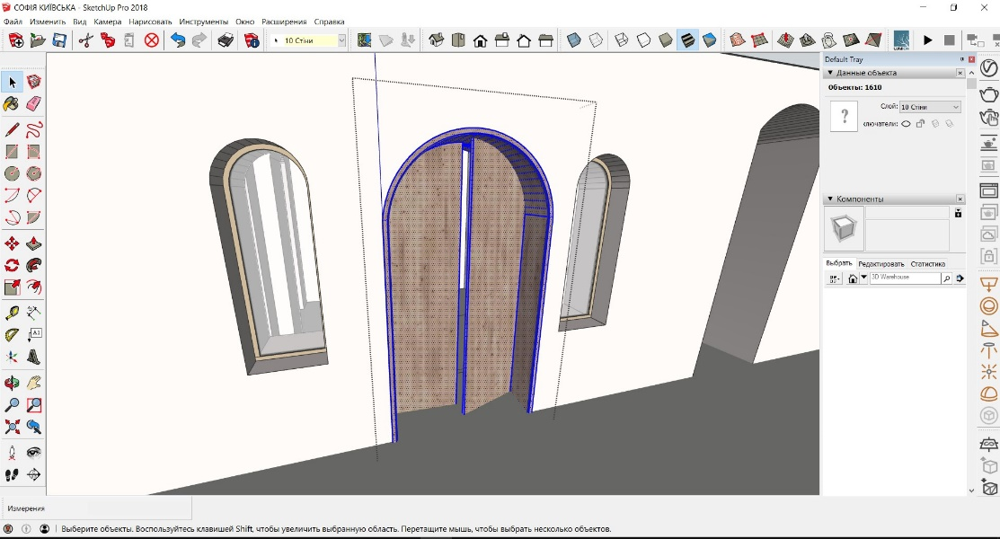 СОФІЯ КИЇВСЬКА - SketchUp Pro 2018
Файл Изменить Вид Камера Нарисовать Инструменты Окно Расширения Справка
10 Стіни
LUMION
Default Tray
Данные объекта
Объекты: 1610
Слой: 10 Стіни
?
ключатели:
A1
Компоненты
Выбрать Редактировать Статистика
3D Warehouse
Измерения
Выберите объекты. Воспользуйтесь клавишей Shift, чтобы увеличить выбранную область. Перетащите мышь, чтобы выбрать несколько объектов.